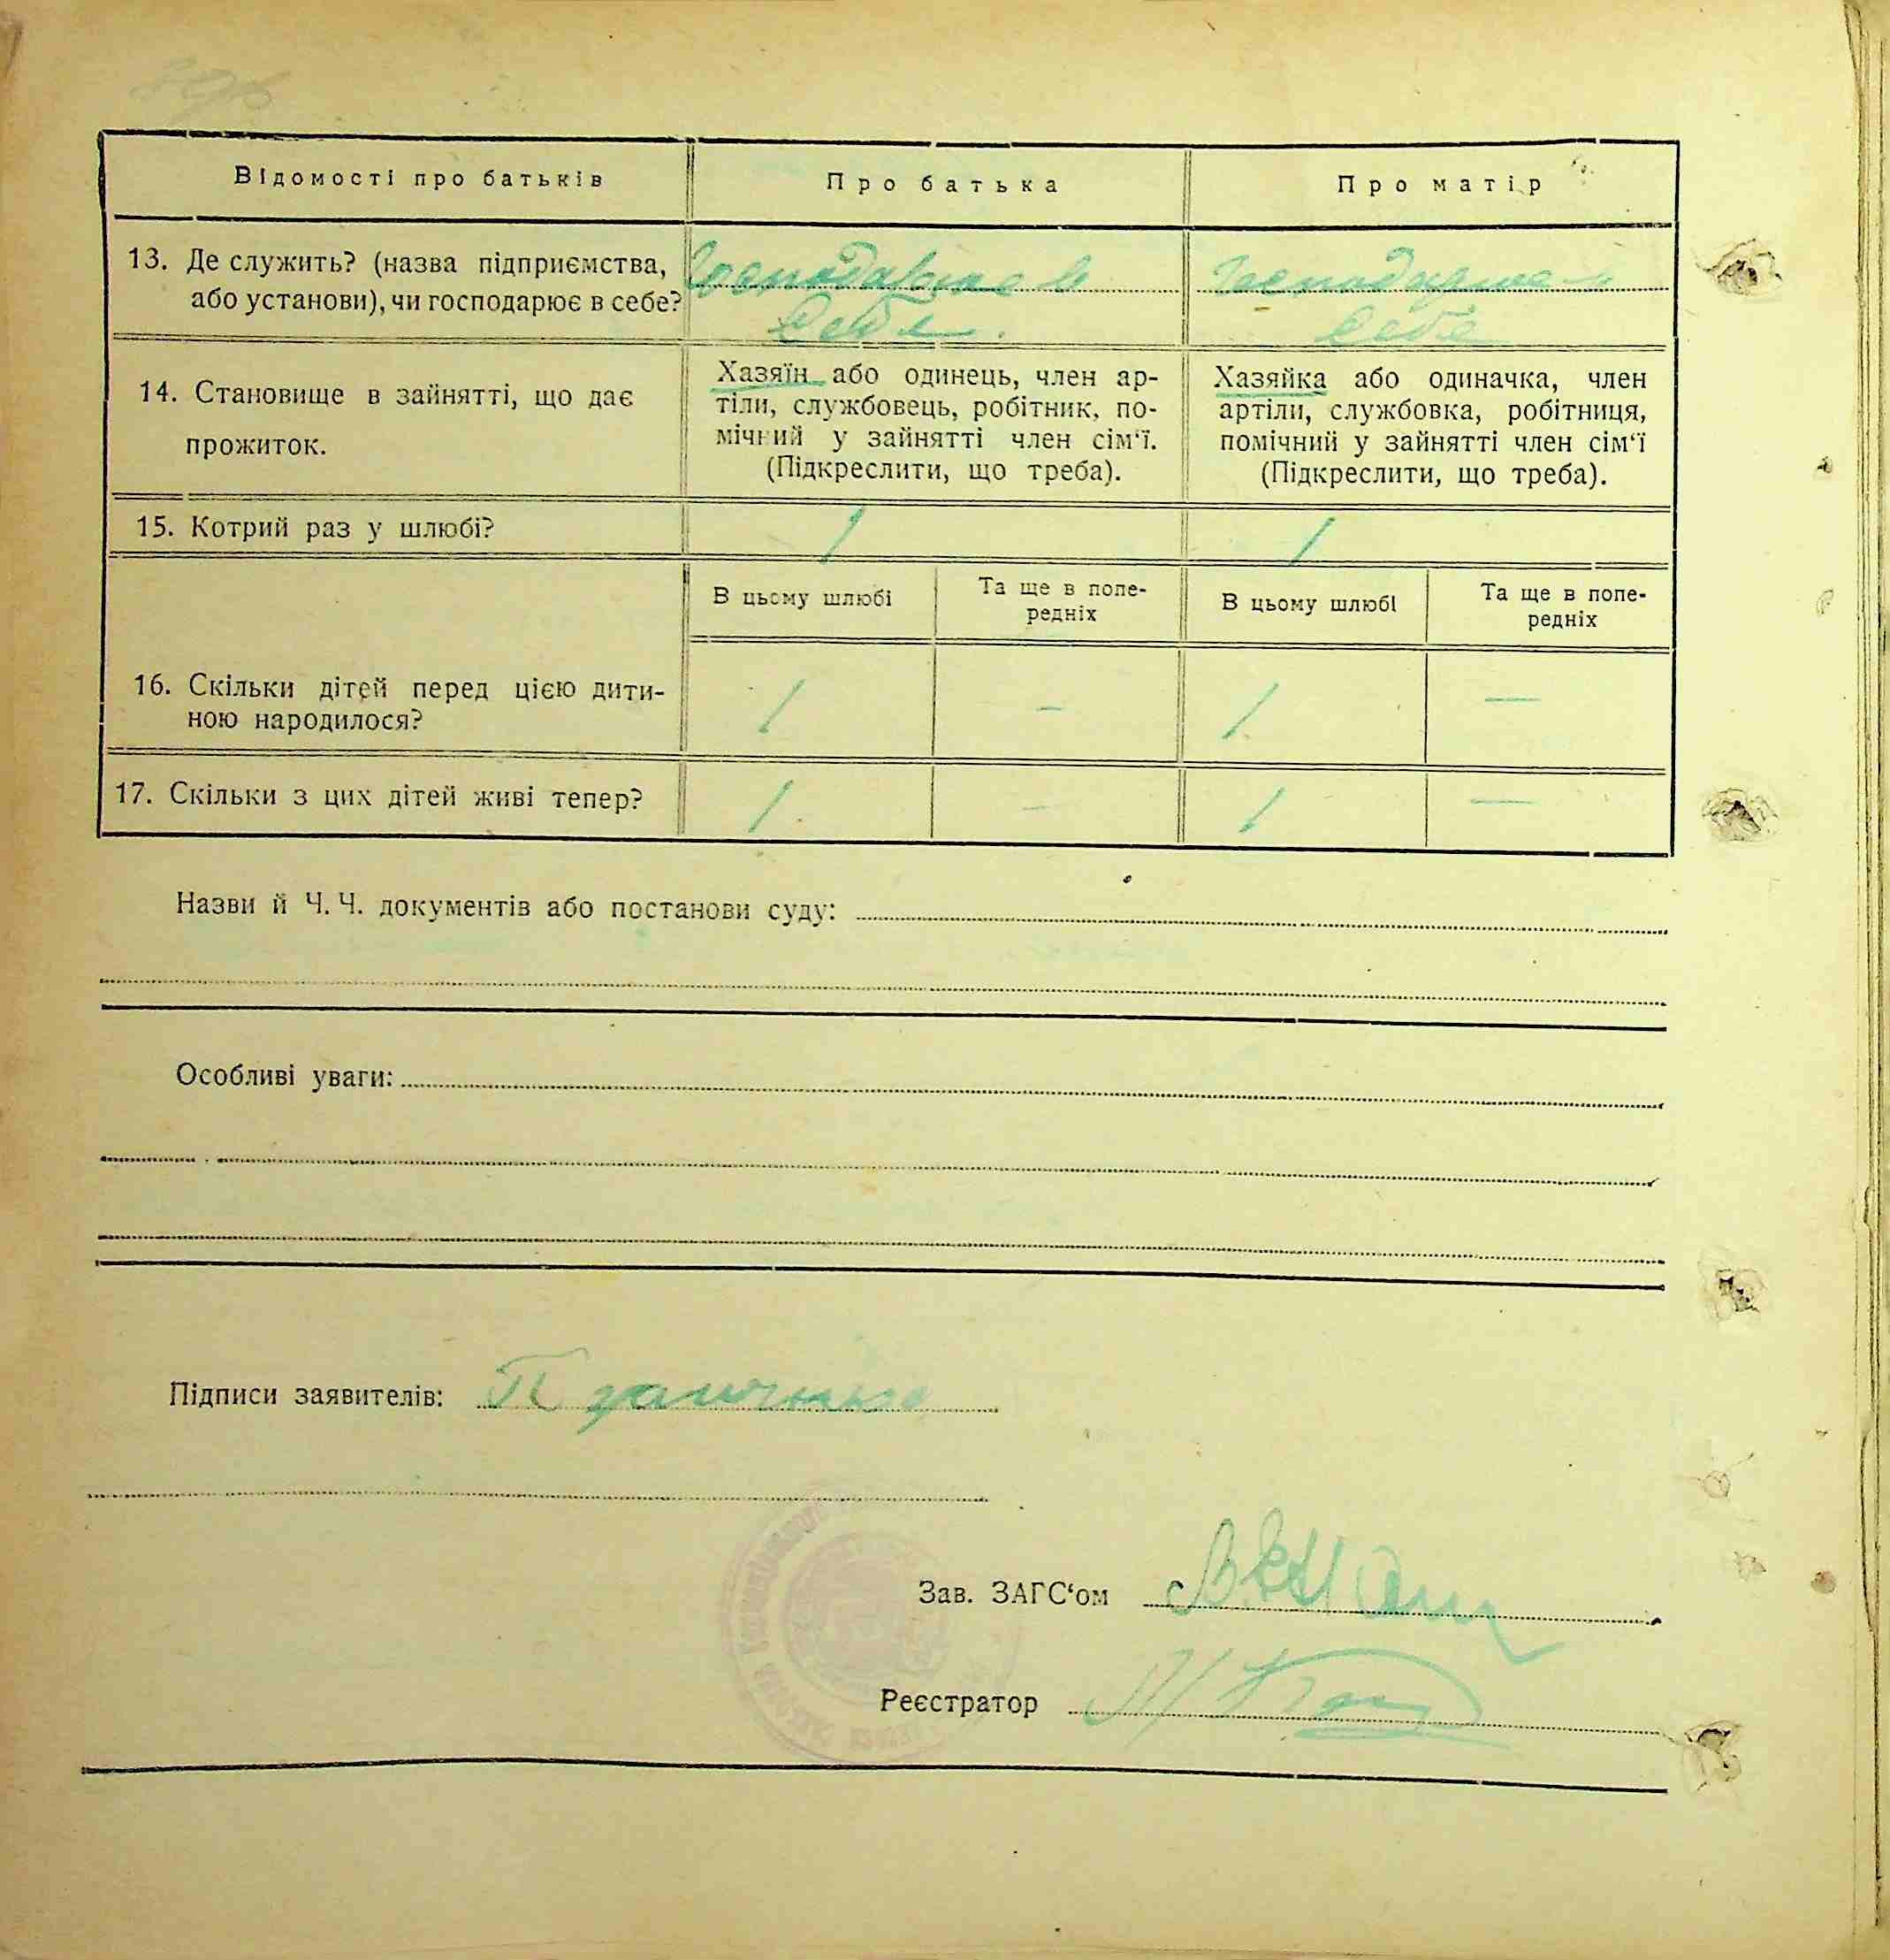 Відомості про батьків
Про батька
Про матір
13. Де служить? (назва підприємства,
або установи), чи господарює в себе?
Господарює в
себе.
Господарює в
себе
14. Становище в зайнятті, що дає
прожиток.
Хазяїн або одинець, член ар-
тіли, службовець, робітник, по-
мічний у зайнятті член сім‘ї.
(Підкреслити, що треба).
Хазяйка або одиначка, член
артіли, службовка, робітниця,
помічний у зайнятті член сім‘ї
(Підкреслити, що треба).
15. Котрий раз у шлюбі?
1
1
В цьому шлюбі
Та ще в попе-
редніх
В цьому шлюбі
Та ще в попе-
редніх
16. Скільки дітей перед цією дити-
ною народилося?
1
—
1
—
17. Скільки з цих дітей живі тепер?
1
—
1
—
Назви й Ч. Ч. документів або постанови суду:
Особливі уваги:
Підписи заявителів:
Зав. ЗАГС‘ом
Реєстратор